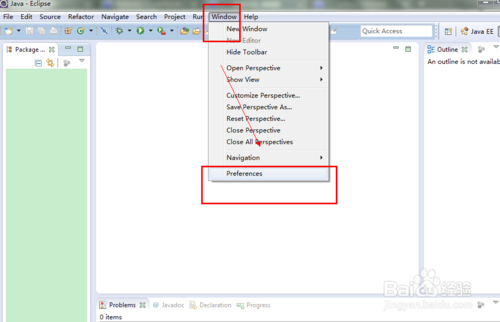 Java - Eclipse
File Edit Source Refactor Navigate Search Project Run Window Help
Quick Access
Java EE
Package ...
New Window
New Editor
Hide Toolbar
Open Perspective
Show View
Customize Perspective...
Save Perspective As...
Reset Perspective...
Close Perspective
Close All Perspectives
Navigation
Preferences
Outline
An outline is not availa
Problems Javadoc Declaration Progress
0 items
Baidu 经验
jingyan.baidu.com